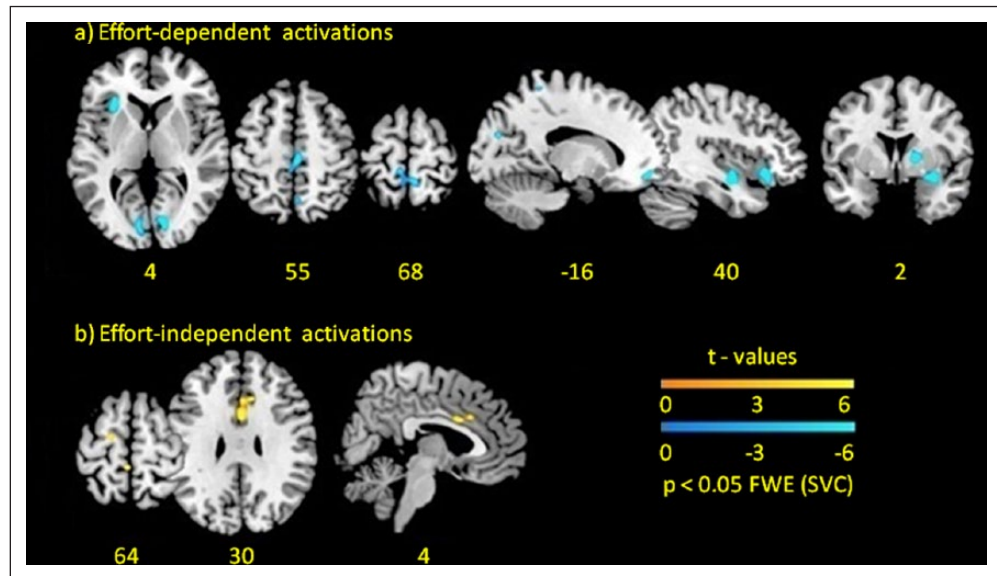 a) Effort-dependent activations
4 55 68 -16 40 2
b) Effort-independent activations
t - values
0 3 6
0 -3 -6
p < 0.05 FWE (SVC)
64 30 4